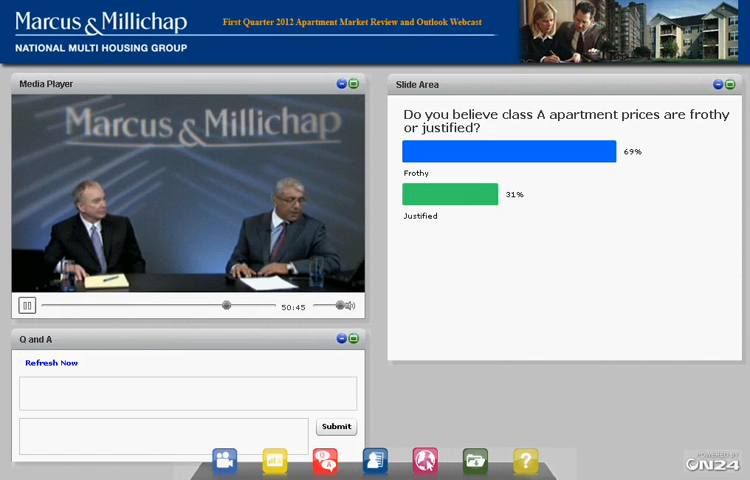 Marcus & Millichap
NATIONAL MULTI HOUSING GROUP
First Quarter 2012 Apartment Market Review and Outlook Webcast
Media Player
Marcus & Millichap
50:45
Slide Area
Do you believe class A apartment prices are frothy
or justified?
69%
Frothy
31%
Justified
Q and A
Refresh Now
Submit
Q
A
?
POWERED BY
ON24